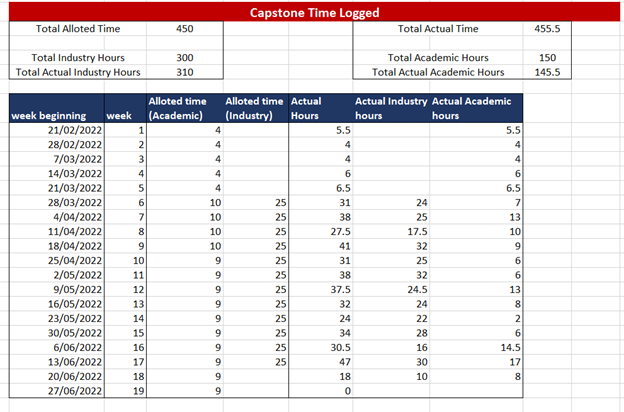 Capstone Time Logged
Total Alloted Time 450 Total Actual Time 455.5
Total Industry Hours 300 Total Academic Hours 150
Total Actual Industry Hours 310 Total Actual Academic Hours 145.5
week beginning week Alloted time (Academic) Alloted time (Industry) Actual Hours Actual Industry hours Actual Academic hours
21/02/2022 1 4 5.5 5.5
28/02/2022 2 4 4 4
7/03/2022 3 4 4 4
14/03/2022 4 4 6 6
21/03/2022 5 4 6.5 6.5
28/03/2022 6 10 25 31 24 7
4/04/2022 7 10 25 38 25 13
11/04/2022 8 10 25 27.5 17.5 10
18/04/2022 9 10 25 41 32 9
25/04/2022 10 9 25 31 25 6
2/05/2022 11 9 25 38 32 6
9/05/2022 12 9 25 37.5 24.5 13
16/05/2022 13 9 25 32 24 8
23/05/2022 14 9 25 24 22 2
30/05/2022 15 9 25 34 28 6
6/06/2022 16 9 25 30.5 16 14.5
13/06/2022 17 9 25 47 30 17
20/06/2022 18 9 18 10 8
27/06/2022 19 9 0